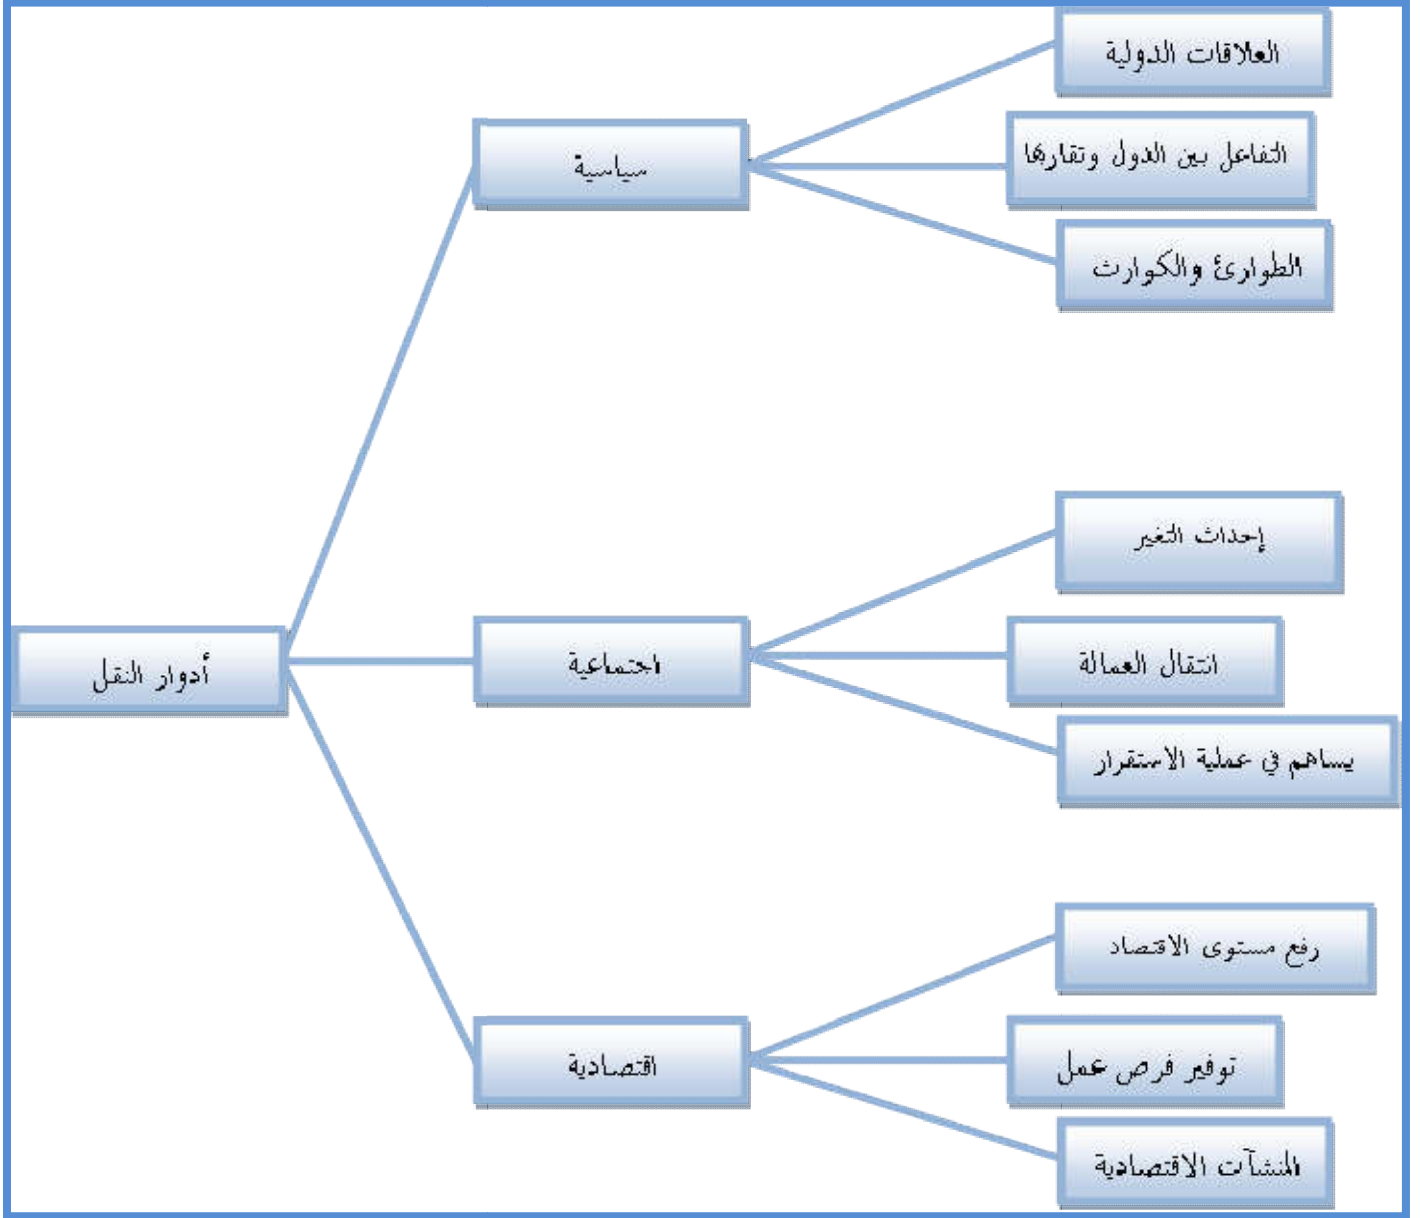 أدوار النقل
سياسية
العلاقات الدولية
التفاعل بين الدول وتقاربها
الطوارئ والكوارث
اجتماعية
إحداث التغير
انتقال العمالة
يساهم في عملية الاستقرار
اقتصادية
رفع مستوى الاقتصاد
توفير فرص عمل
المنشآت الاقتصادية